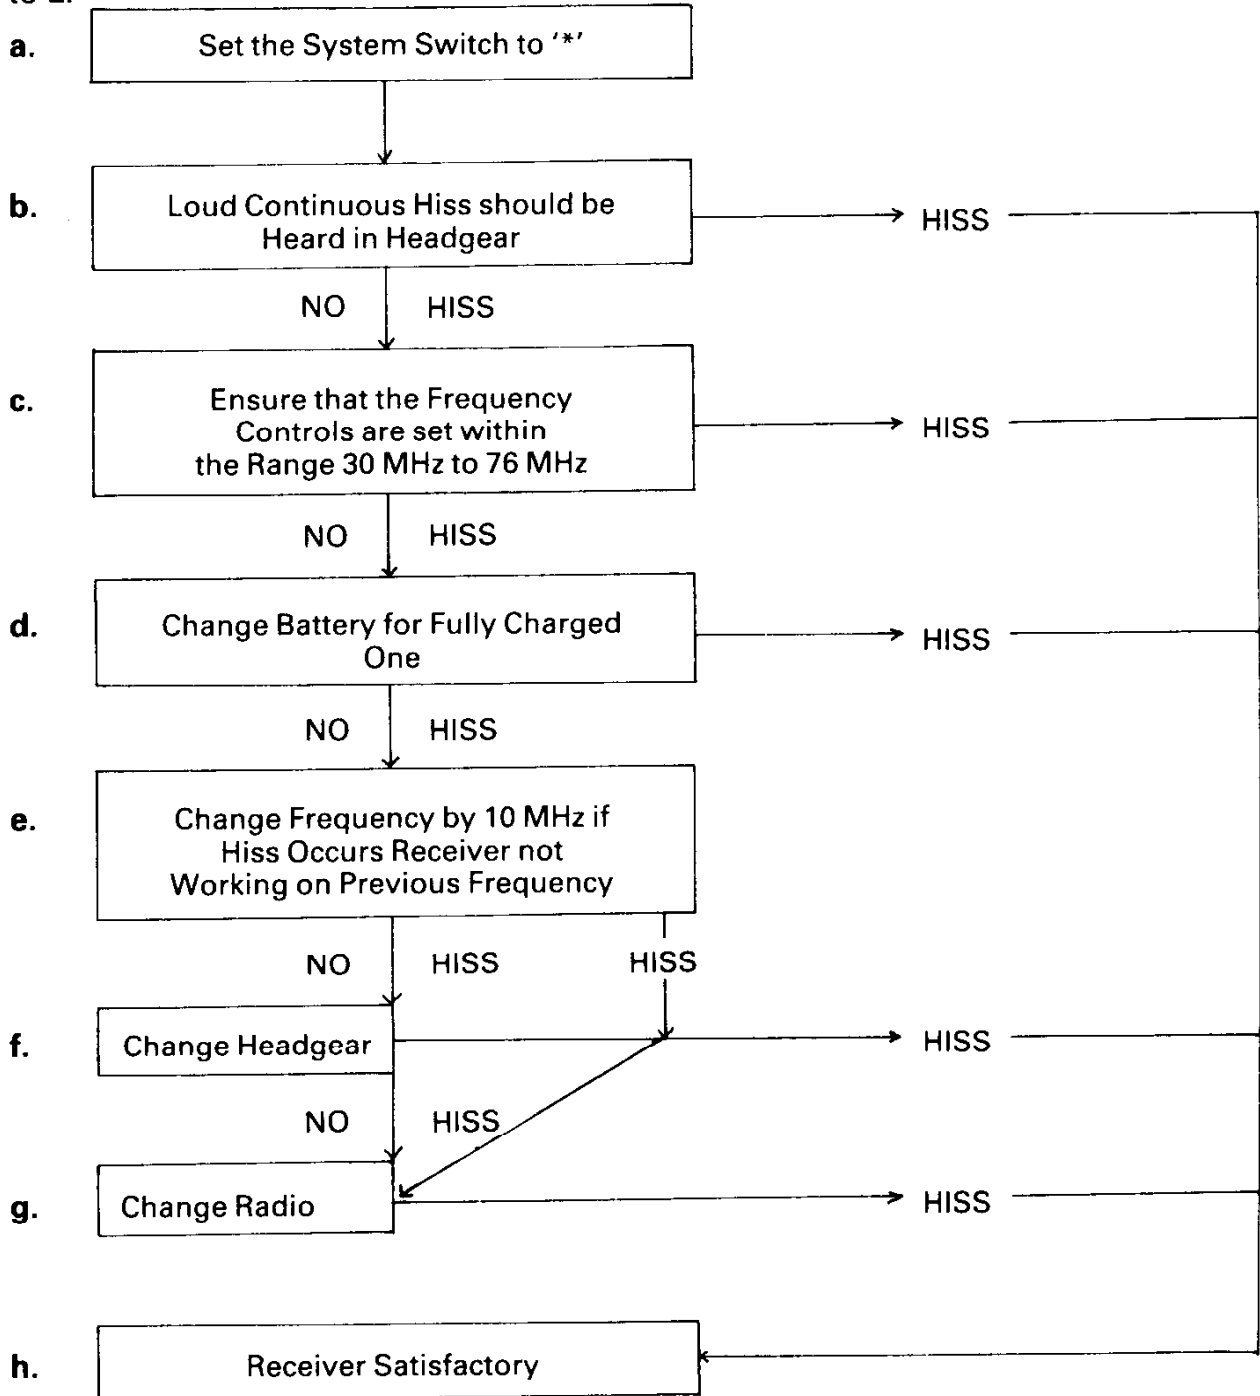 a. Set the System Switch to '*'
b. Loud Continuous Hiss should be
Heard in Headgear
HISS
NO HISS
c. Ensure that the Frequency
Controls are set within
the Range 30 MHz to 76 MHz
HISS
NO HISS
d. Change Battery for Fully Charged
One
HISS
NO HISS
e. Change Frequency by 10 MHz if
Hiss Occurs Receiver not
Working on Previous Frequency
NO HISS HISS
f. Change Headgear
HISS
NO HISS
g. Change Radio
HISS
h. Receiver Satisfactory